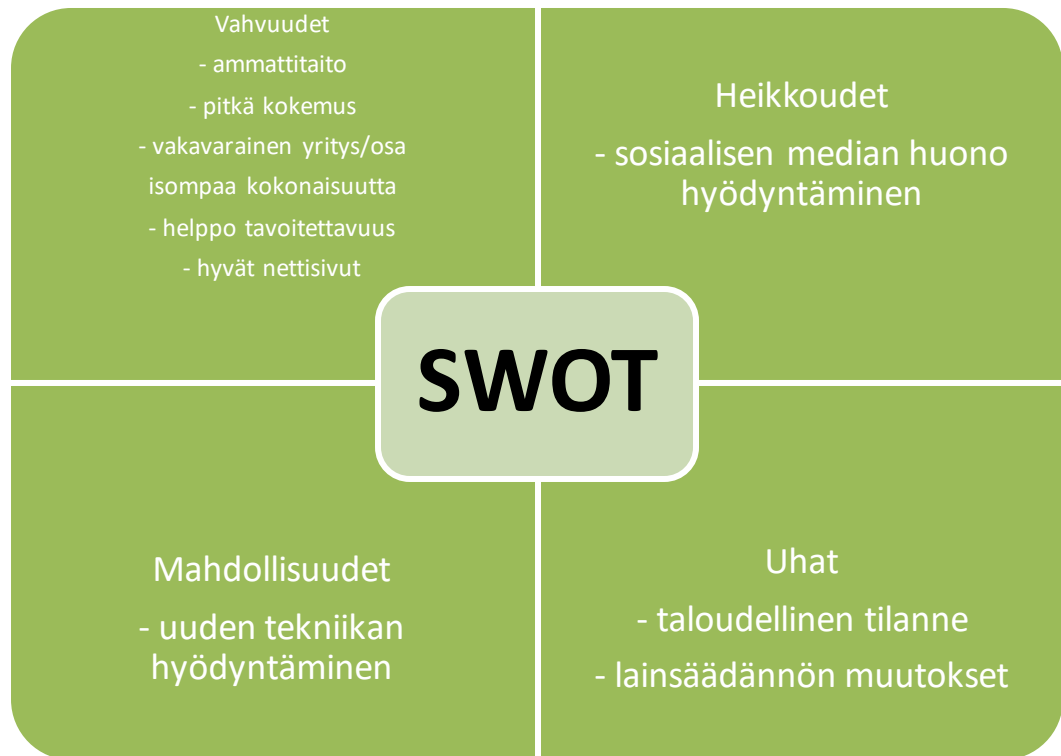 Vahvuudet
- ammattitaito
- pitkä kokemus
- vakavarainen yritys/osa
isompaa kokonaisuutta
- helppo tavoitettavuus
- hyvät nettisivut
Heikkoudet
- sosiaalisen median huono
hyödyntäminen
SWOT
Mahdollisuudet
- uuden tekniikan
hyödyntäminen
Uhat
- taloudellinen tilanne
- lainsäädännön muutokset